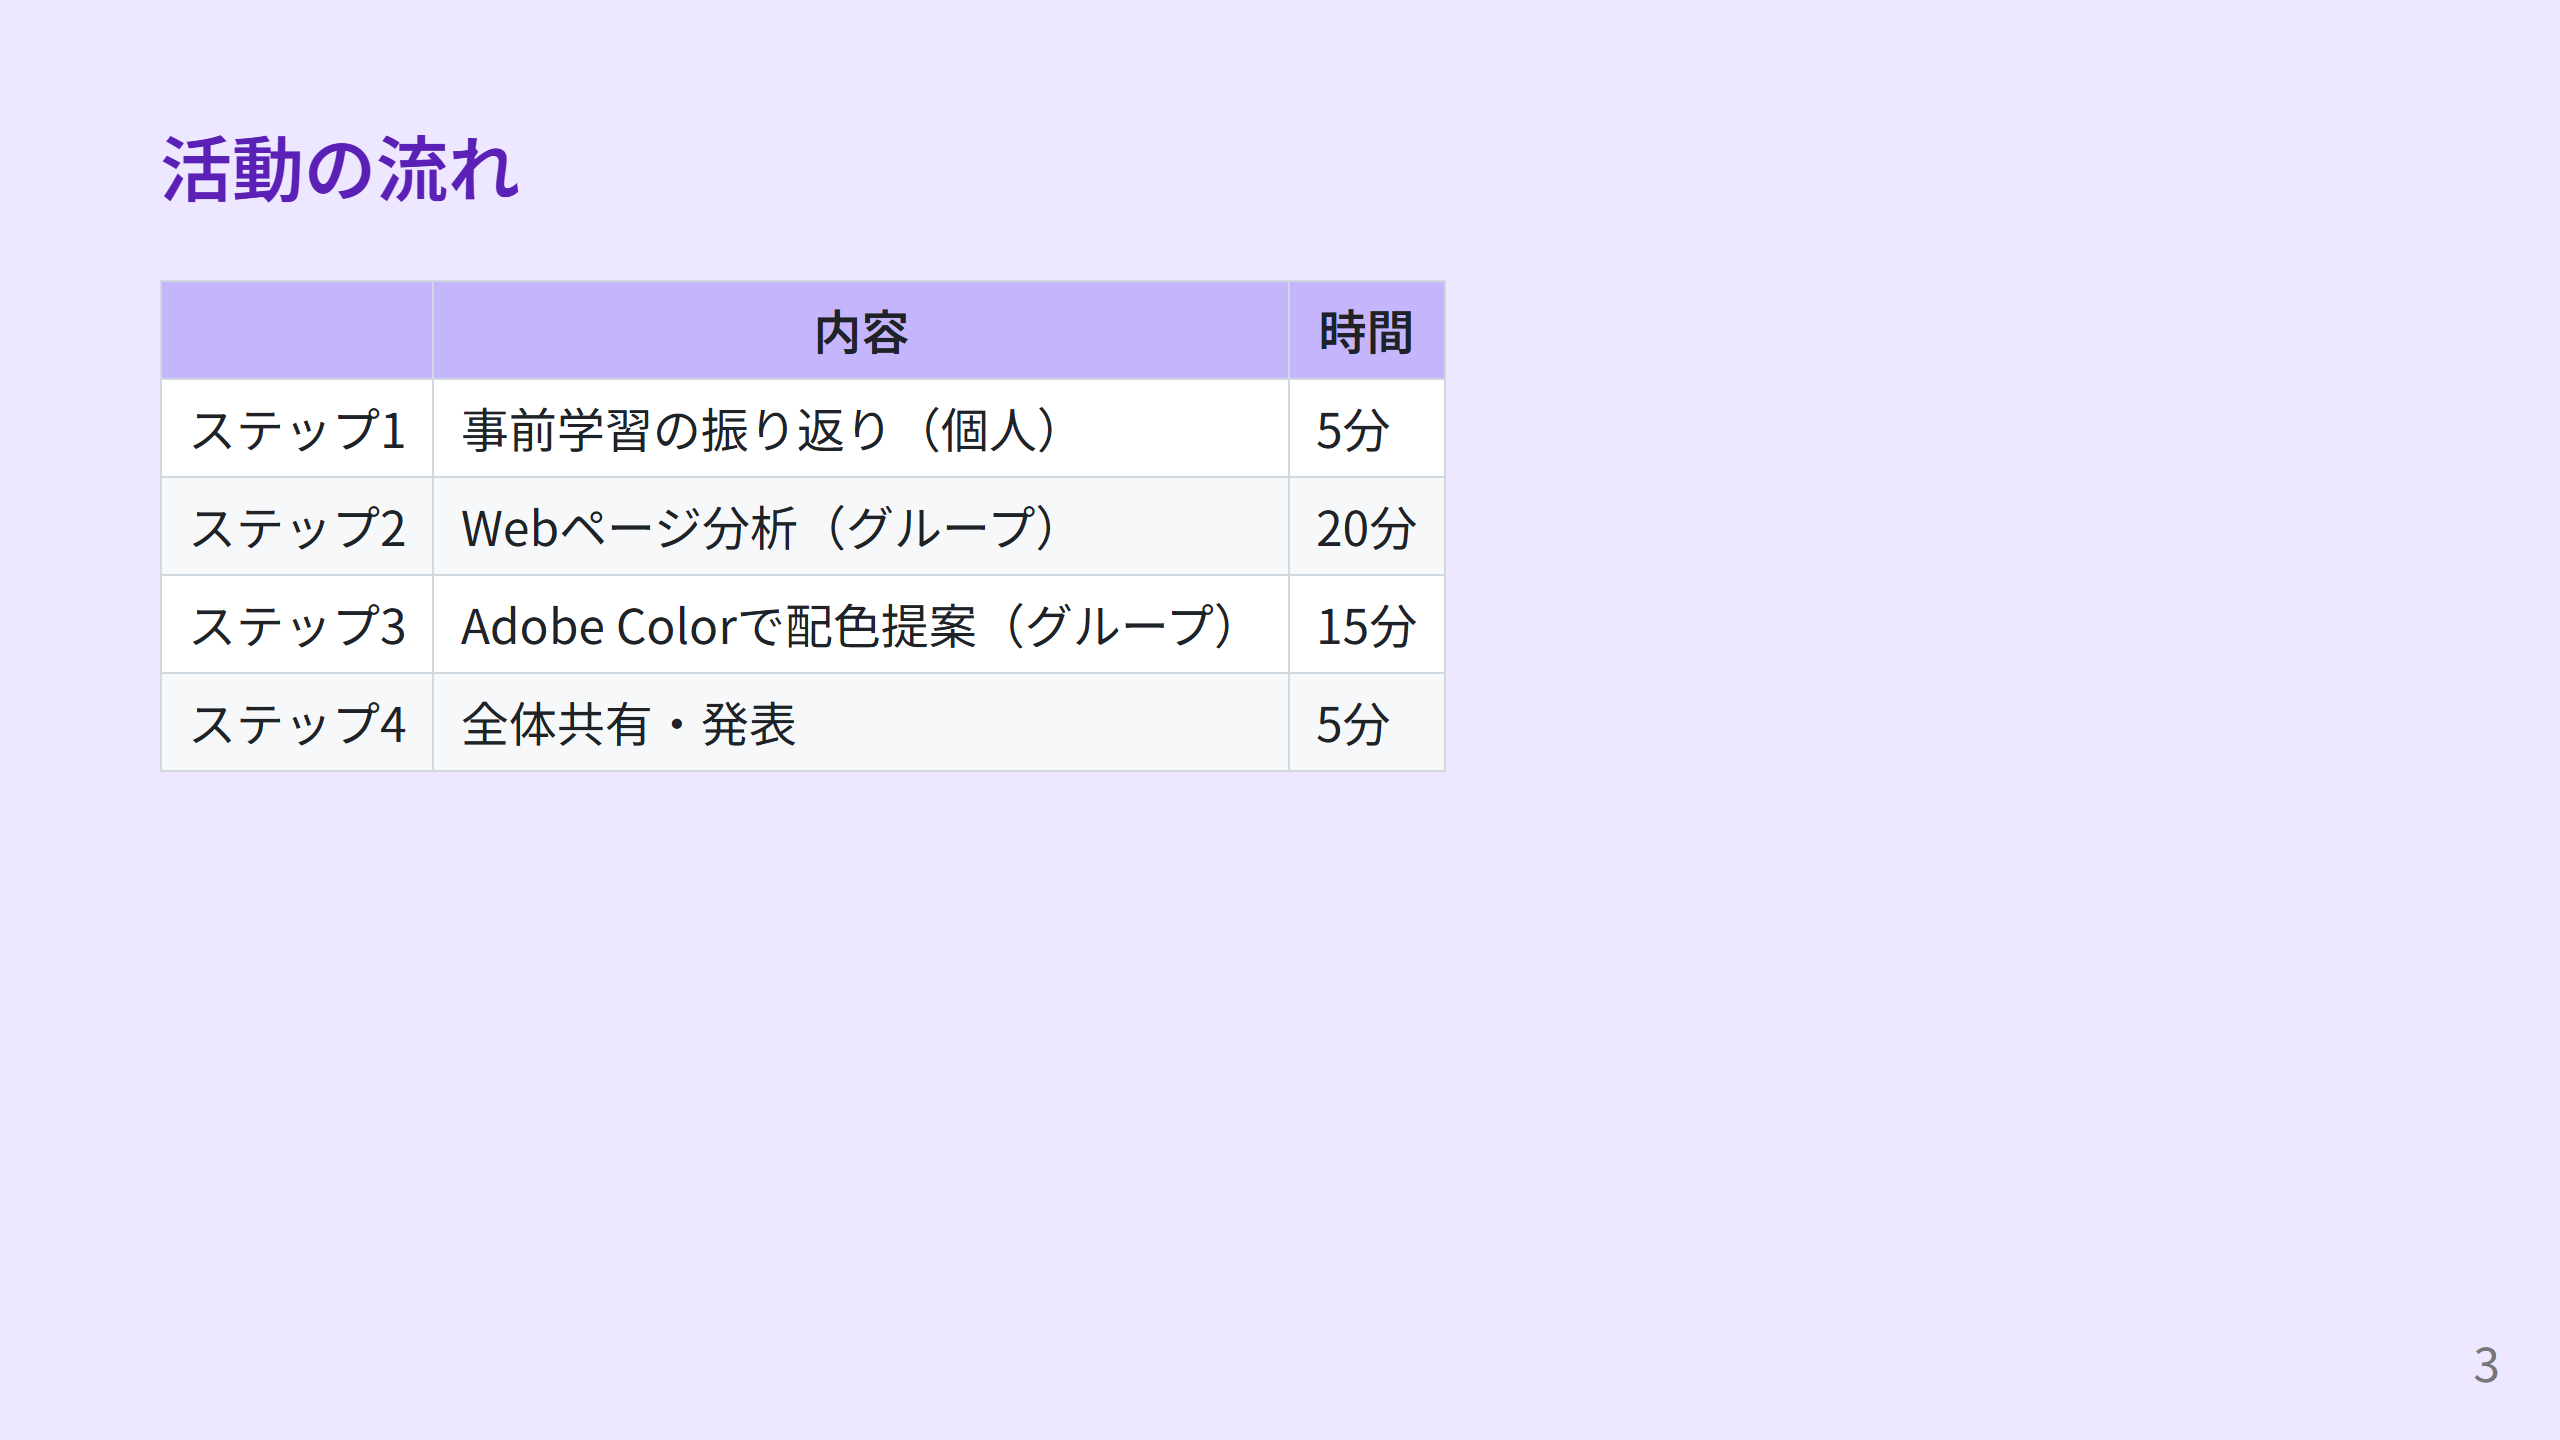 活動の流れ
内容 時間
ステップ1 事前学習の振り返り（個人） 5分
ステップ2 Webページ分析（グループ） 20分
ステップ3 Adobe Colorで配色提案（グループ） 15分
ステップ4 全体共有・発表 5分
3